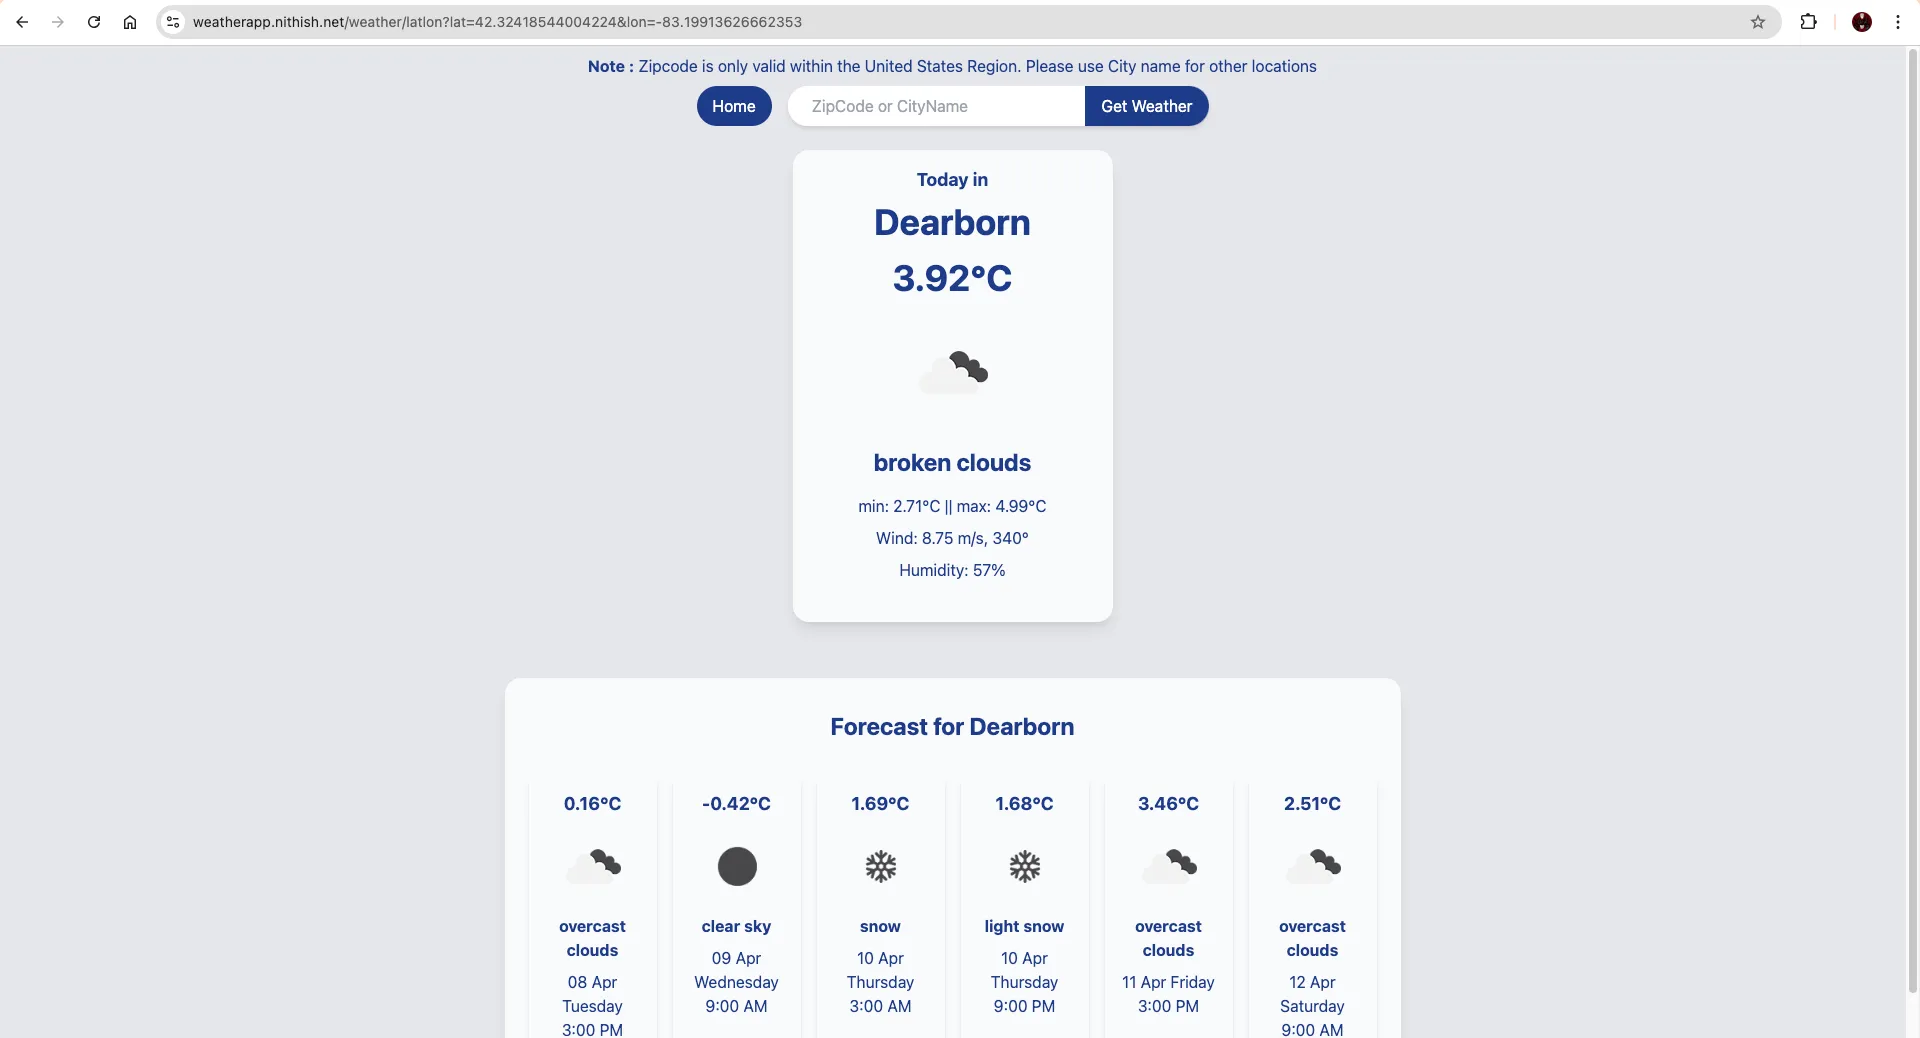 weatherapp.nithish.net/weather/latlon?lat=42.32418544004224&lon=-83.19913626662353
Note : Zipcode is only valid within the United States Region. Please use City name for other locations
Home
ZipCode or CityName
Get Weather
Today in
Dearborn
3.92°C
broken clouds
min: 2.71°C || max: 4.99°C
Wind: 8.75 m/s, 340°
Humidity: 57%
Forecast for Dearborn
0.16°C
overcast
clouds
08 Apr
Tuesday
3:00 PM
-0.42°C
clear sky
09 Apr
Wednesday
9:00 AM
1.69°C
snow
10 Apr
Thursday
3:00 AM
1.68°C
light snow
10 Apr
Thursday
9:00 PM
3.46°C
overcast
clouds
11 Apr Friday
3:00 PM
2.51°C
overcast
clouds
12 Apr
Saturday
9:00 AM